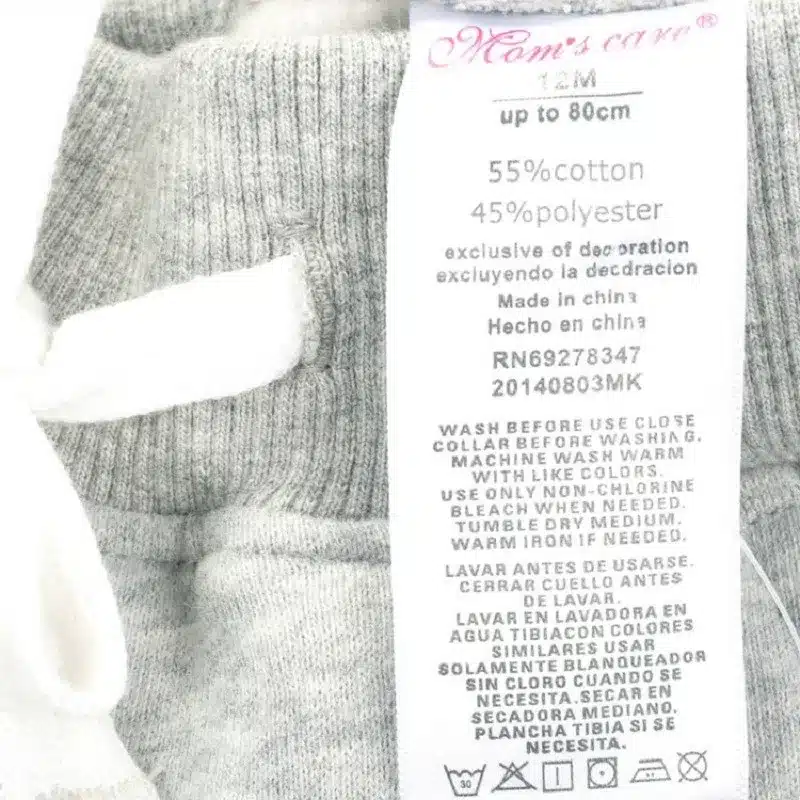 Mom's care®
12M
up to 80cm
55%cotton
45%polyester
exclusive of decoration
excluyendo la decdracion
Made in china
Hecho en china
RN69278347
20140803MK
WASH BEFORE USE CLOSE
COLLAR BEFORE WASHING.
MACHINE WASH WARM
WITH LIKE COLORS.
USE ONLY NON-CHLORINE
BLEACH WHEN NEEDED.
TUMBLE DRY MEDIUM.
WARM IRON IF NEEDED.
LAVAR ANTES DE USARSE.
CERRAR CUELLO ANTES
DE LAVAR.
LAVAR EN LAVADORA EN
AGUA TIBIACON COLORES
SIMILARES USAR
SOLAMENTE BLANQUEADOR
SIN CLORO CUANDO SE
NECESITA.SECAR EN
SECADORA MEDIANO.
PLANCHA TIBIA SI SE
NECESITA.
30